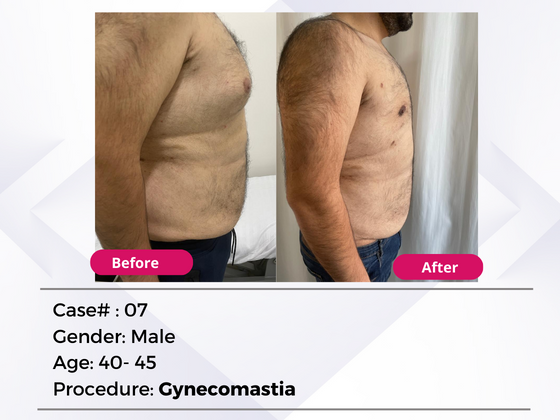 Before
After
Case# : 07
Gender: Male
Age: 40- 45
Procedure: Gynecomastia